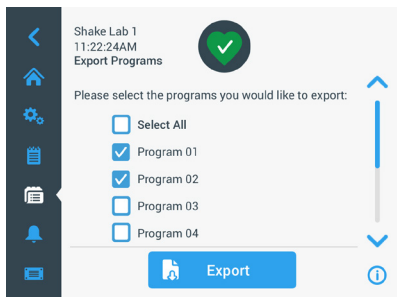 Shake Lab 1
11:22:24AM
Export Programs
Please select the programs you would like to export:
Select All
Program 01
Program 02
Program 03
Program 04
Export